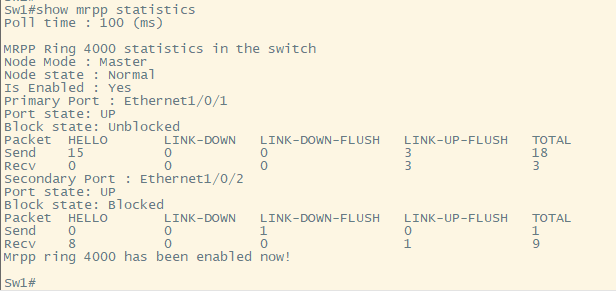 Sw1#show mrpp statistics
Poll time : 100 (ms)
MRPP Ring 4000 statistics in the switch
Node Mode : Master
Node state : Normal
Is Enabled : Yes
Primary Port : Ethernet1/0/1
Port state: UP
Block state: Unblocked
Packet HELLO LINK-DOWN LINK-DOWN-FLUSH LINK-UP-FLUSH TOTAL
Send 15 0 0 3 18
Recv 0 0 0 3 3
Secondary Port : Ethernet1/0/2
Port state: UP
Block state: Blocked
Packet HELLO LINK-DOWN LINK-DOWN-FLUSH LINK-UP-FLUSH TOTAL
Send 0 0 1 0 1
Recv 8 0 0 1 9
Mrpp ring 4000 has been enabled now!
Sw1#